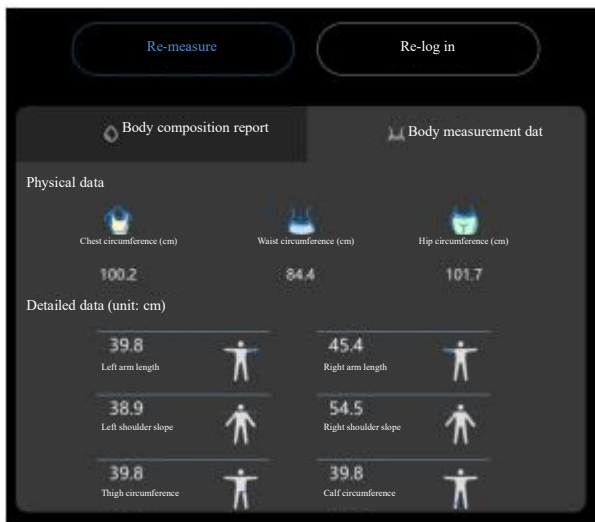 Re-measure
Re-log in
Body composition report
Body measurement dat
Physical data
Chest circumference (cm)
Waist circumference (cm)
Hip circumference (cm)
100.2
84.4
101.7
Detailed data (unit: cm)
39.8
Left arm length
45.4
Right arm length
38.9
Left shoulder slope
54.5
Right shoulder slope
39.8
Thigh circumference
39.8
Calf circumference